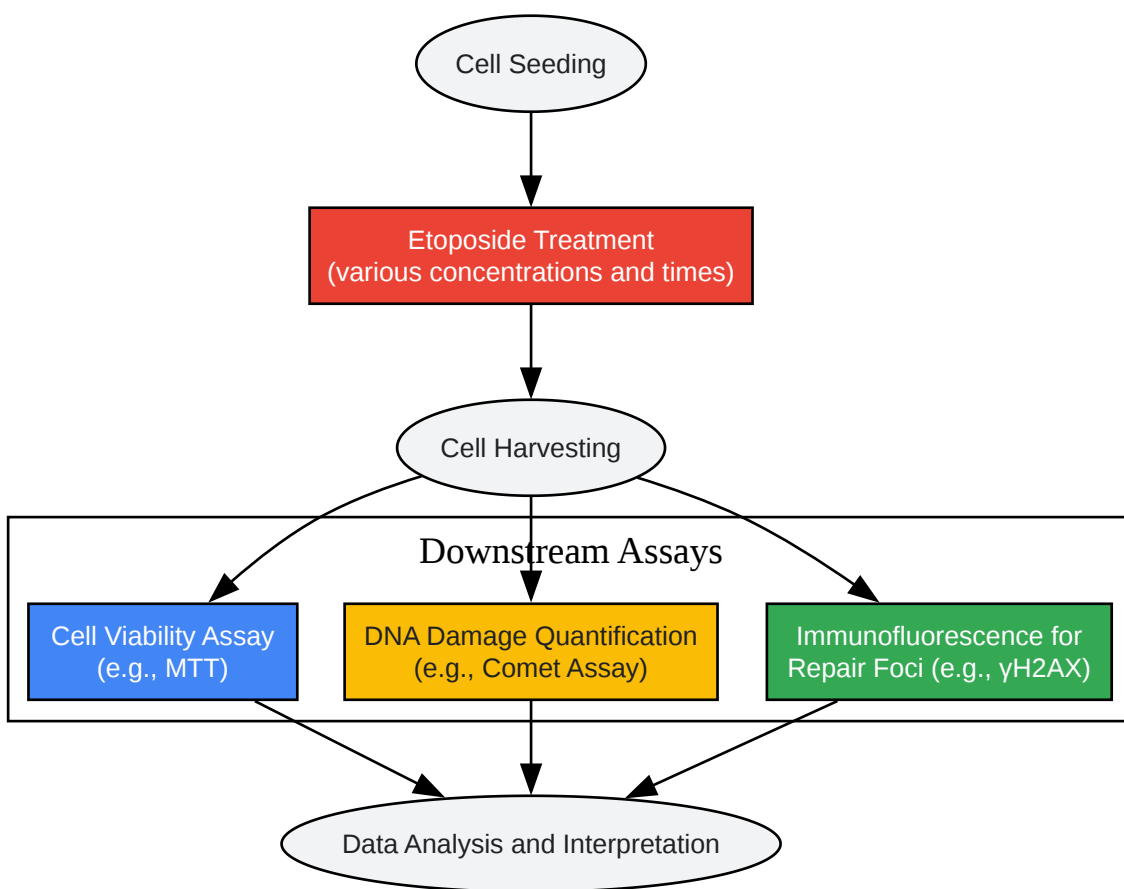 Cell Seeding
Etoposide Treatment
(various concentrations and times)
Cell Harvesting
Downstream Assays
Cell Viability Assay
(e.g., MTT)
DNA Damage Quantification
(e.g., Comet Assay)
Immunofluorescence for
Repair Foci (e.g., γH2AX)
Data Analysis and Interpretation